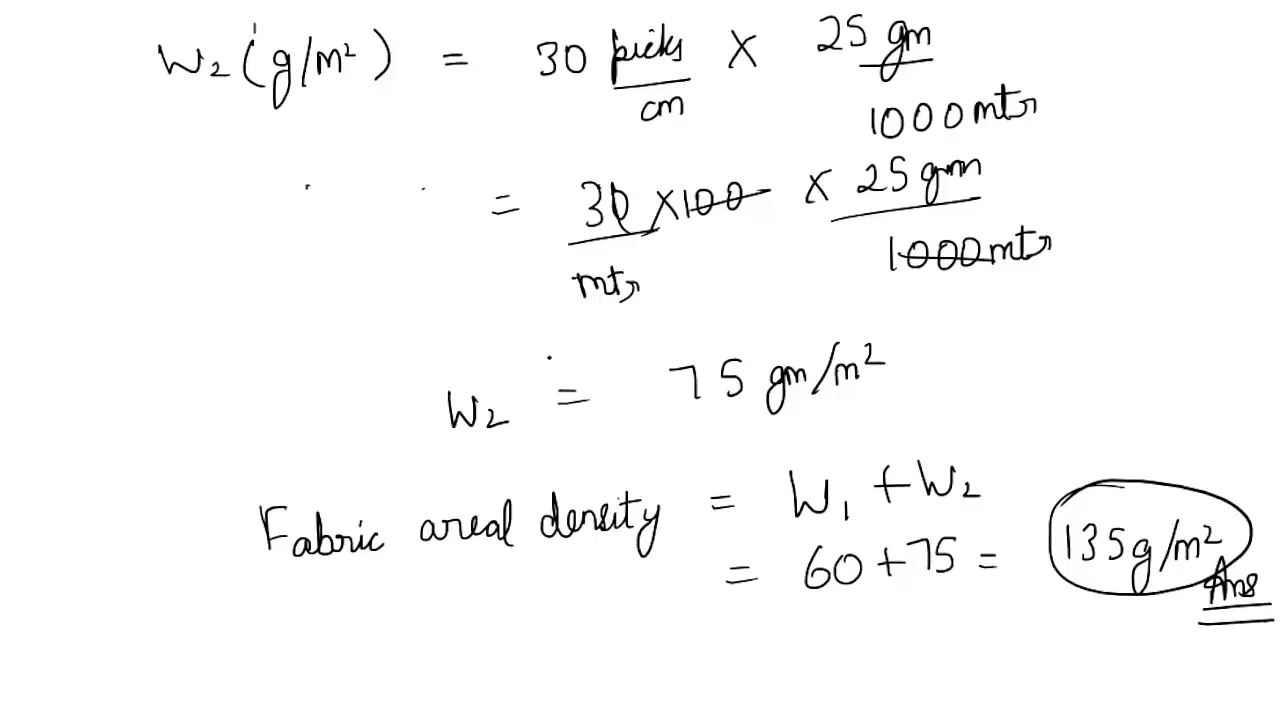 W₂ (g/m²) = 30 picks/cm × 25 gm/1000 mtr
= 30 × 100/mtr × 25 gm/1000 mtr
W₂ = 75 gm/m²
Fabric areal density = W₁ + W₂
= 60 + 75 = 135 g/m²
Ans